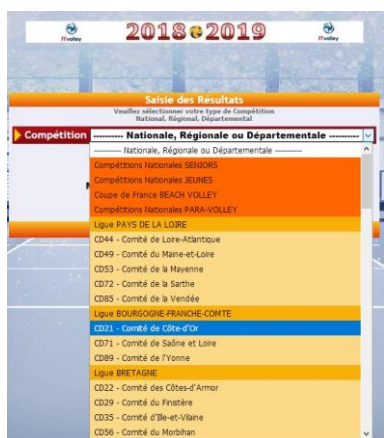 ffvolley 2018 2019 ffvolley
Saisie des Résultats
Veuillez sélectionner votre type de Compétition
National, Régional, Départemental
Compétition ---------- Nationale, Régionale ou Départementale ----------
---------- Nationale, Régionale ou Départementale ----------
Compétitions Nationales SENIORS
Compétitions Nationales JEUNES
Coupe de France BEACH VOLLEY
Compétitions Nationales PARA-VOLLEY
Ligue PAYS DE LA LOIRE
CD44 - Comité de Loire-Atlantique
CD49 - Comité du Maine-et-Loire
CD53 - Comité de la Mayenne
CD72 - Comité de la Sarthe
CD85 - Comité de la Vendée
Ligue BOURGOGNE-FRANCHE-COMTE
CD21 - Comité de Côte-d'Or
CD71 - Comité de Saône et Loire
CD89 - Comité de l'Yonne
Ligue BRETAGNE
CD22 - Comité des Côtes-d'Armor
CD29 - Comité du Finistère
CD35 - Comité d'Ille-et-Vilaine
CD56 - Comité du Morbihan